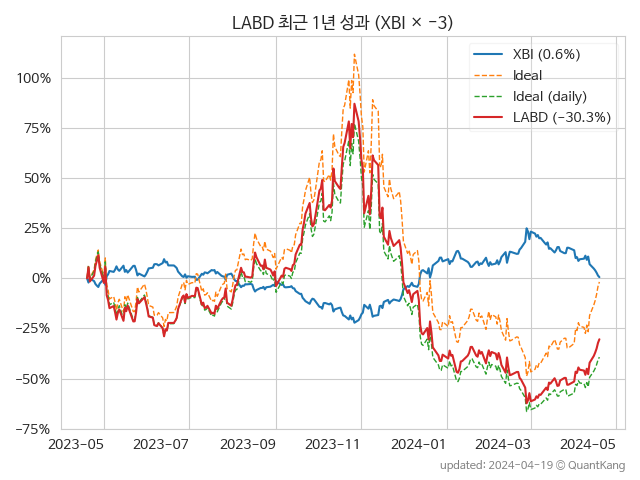 LABD 최근 1년 성과 (XBI × −3)
XBI (0.6%)
Ideal
Ideal (daily)
LABD (−30.3%)
100%
75%
50%
25%
0%
−25%
−50%
−75%
2023-05 2023-07 2023-09 2023-11 2024-01 2024-03 2024-05
updated: 2024-04-19 © QuantKang